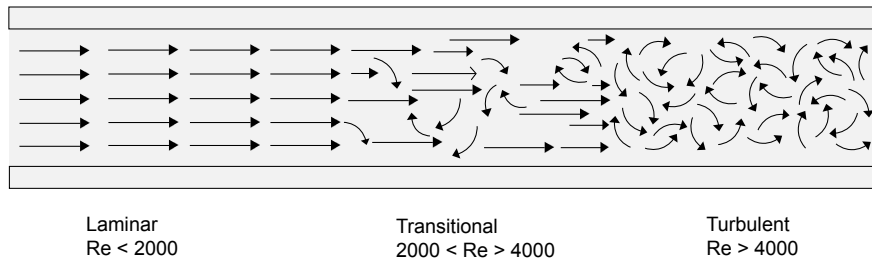 Laminar
Re < 2000
Transitional
2000 < Re > 4000
Turbulent
Re > 4000